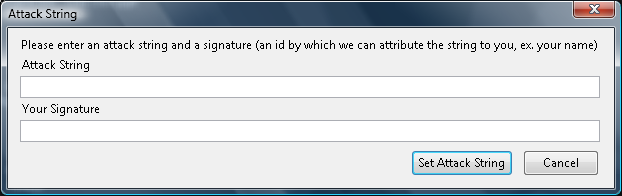 Attack String
Please enter an attack string and a signature (an id by which we can attribute the string to you, ex. your name)
Attack String
Your Signature
Set Attack String Cancel